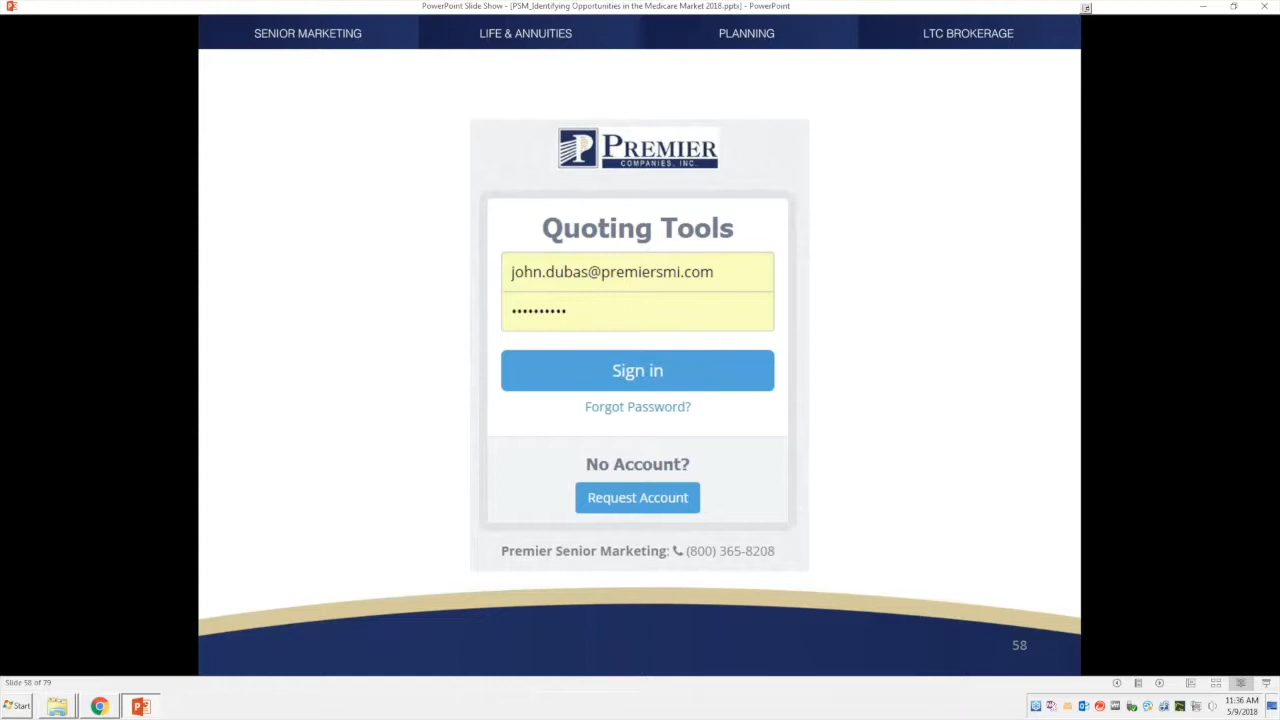 PowerPoint Slide Show - [PSM_Identifying Opportunities in the Medicare Market 2018.pptx] - PowerPoint
SENIOR MARKETING LIFE & ANNUITIES PLANNING LTC BROKERAGE
P PREMIER
COMPANIES, INC.
Quoting Tools
john.dubas@premiersmi.com
••••••••••
Sign in
Forgot Password?
No Account?
Request Account
Premier Senior Marketing: (800) 365-8208
58
Slide 58 of 79
Start
11:36 AM
5/9/2018